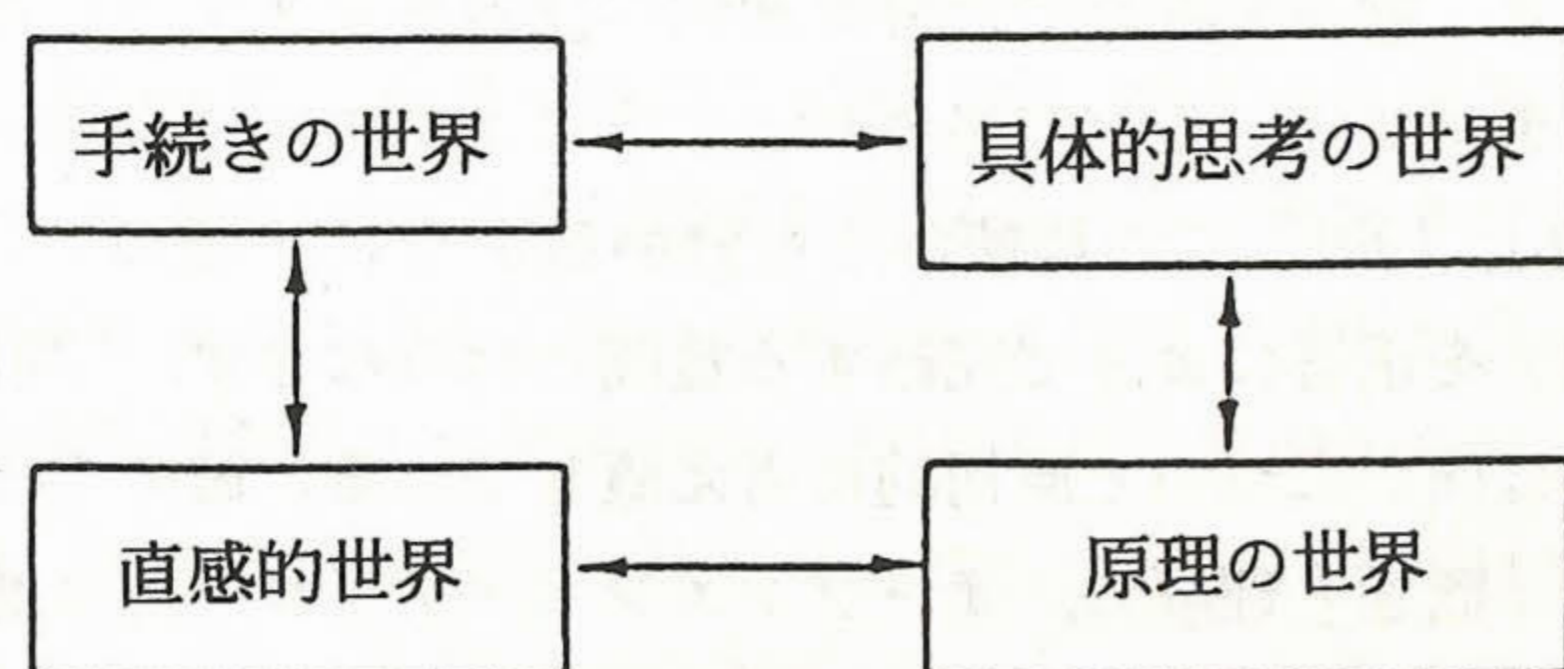 手続きの世界
具体的思考の世界
直感的世界
原理の世界